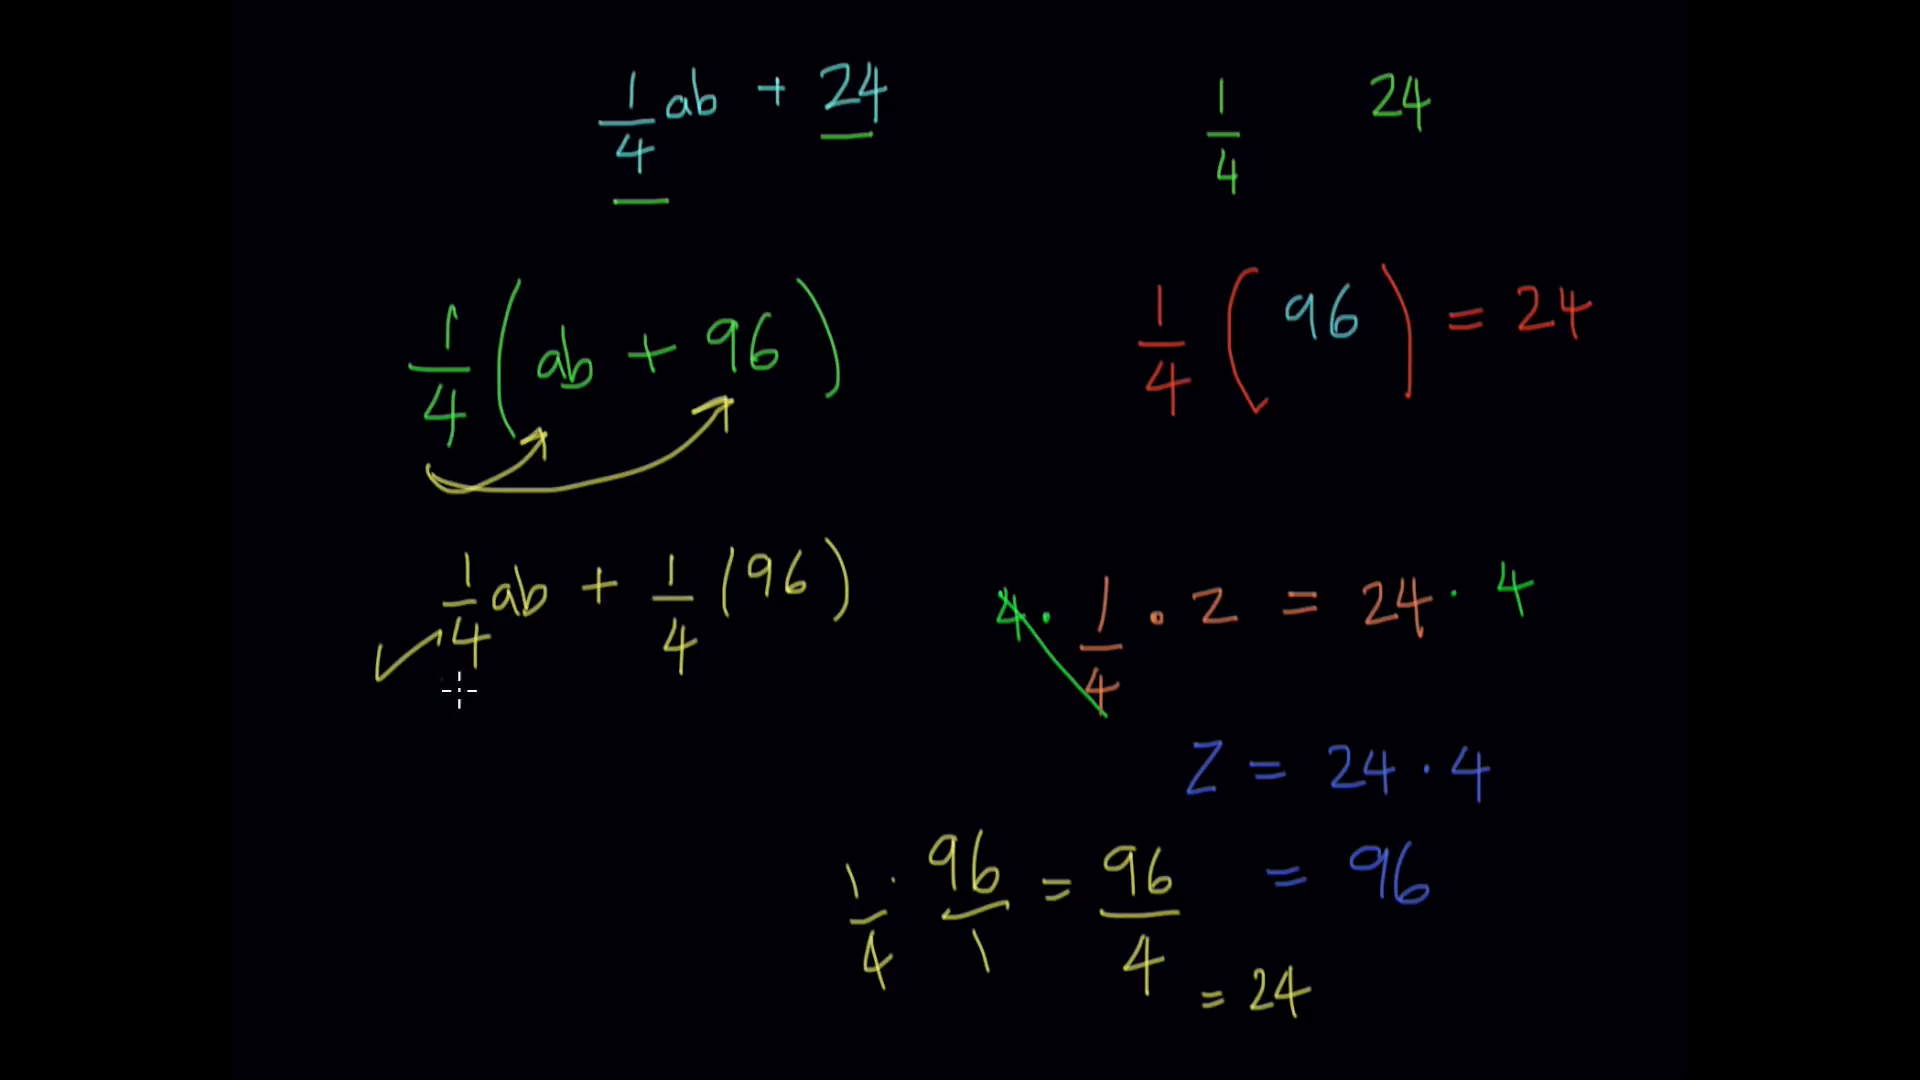 1/4 ab + 24
1/4 24
1/4 (ab + 96)
1/4 (96) = 24
1/4 ab + 1/4 (96)
4 · 1/4 · z = 24 · 4
z = 24 · 4
= 96
1/4 · 96/1 = 96/4 = 24